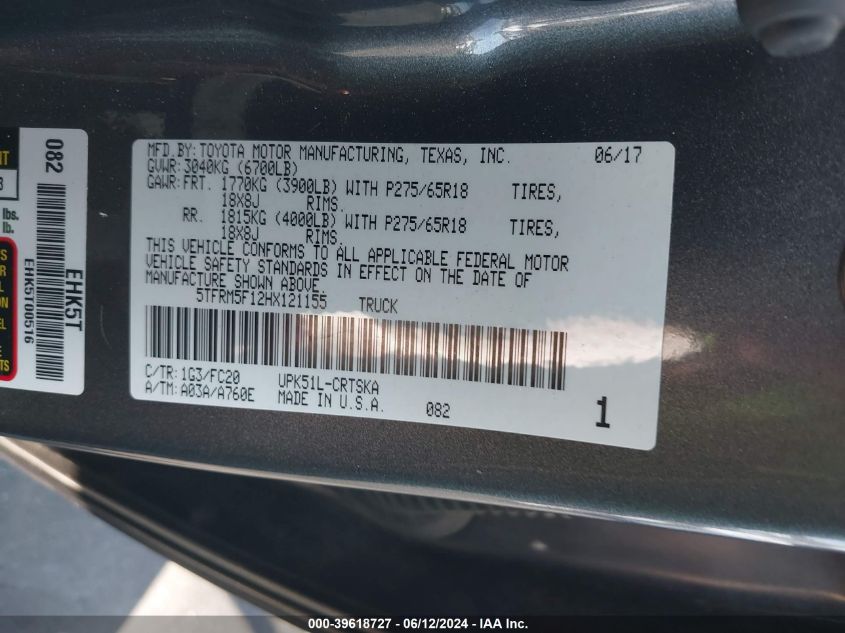 MFD.BY: TOYOTA MOTOR MANUFACTURING, TEXAS, INC. 06/17
GVWR: 3040KG (6700LB)
GAWR: FRT. 1770KG (3900LB) WITH P275/65R18 TIRES,
18X8J RIMS.
RR. 1815KG (4000LB) WITH P275/65R18 TIRES,
18X8J RIMS.
THIS VEHICLE CONFORMS TO ALL APPLICABLE FEDERAL MOTOR
VEHICLE SAFETY STANDARDS IN EFFECT ON THE DATE OF
MANUFACTURE SHOWN ABOVE.
5TFRM5F12HX121155 TRUCK
C/TR: 1G3/FC20 UPK51L-CRTSKA
A/TM: A03A/A760E MADE IN U.S.A. 082 1
082
EHK5T
EHK5T00516
lbs.
lb.
000-39618727 - 06/12/2024 - IAA Inc.